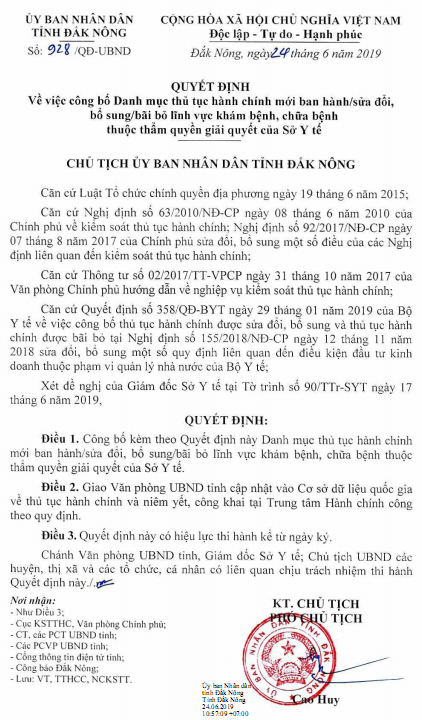 ỦY BAN NHÂN DÂN
TỈNH ĐẮK NÔNG
Số: 928 /QĐ-UBND
CỘNG HÒA XÃ HỘI CHỦ NGHĨA VIỆT NAM
Độc lập - Tự do - Hạnh phúc
Đắk Nông, ngày 24 tháng 6 năm 2019
QUYẾT ĐỊNH
Về việc công bố Danh mục thủ tục hành chính mới ban hành/sửa đổi,
bổ sung/bãi bỏ lĩnh vực khám bệnh, chữa bệnh
thuộc thẩm quyền giải quyết của Sở Y tế
CHỦ TỊCH ỦY BAN NHÂN DÂN TỈNH ĐẮK NÔNG
Căn cứ Luật Tổ chức chính quyền địa phương ngày 19 tháng 6 năm 2015;
Căn cứ Nghị định số 63/2010/NĐ-CP ngày 08 tháng 6 năm 2010 của
Chính phủ về kiểm soát thủ tục hành chính; Nghị định số 92/2017/NĐ-CP ngày
07 tháng 8 năm 2017 của Chính phủ sửa đổi, bổ sung một số điều của các Nghị
định liên quan đến kiểm soát thủ tục hành chính;
Căn cứ Thông tư số 02/2017/TT-VPCP ngày 31 tháng 10 năm 2017 của
Văn phòng Chính phủ hướng dẫn về nghiệp vụ kiểm soát thủ tục hành chính;
Căn cứ Quyết định số 358/QĐ-BYT ngày 29 tháng 01 năm 2019 của Bộ
Y tế về việc công bố thủ tục hành chính được sửa đổi, bổ sung và thủ tục hành
chính được bãi bỏ tại Nghị định số 155/2018/NĐ-CP ngày 12 tháng 11 năm
2018 sửa đổi, bổ sung một số quy định liên quan đến điều kiện đầu tư kinh
doanh thuộc phạm vi quản lý nhà nước của Bộ Y tế;
Xét đề nghị của Giám đốc Sở Y tế tại Tờ trình số 90/TTr-SYT ngày 17
tháng 6 năm 2019,
QUYẾT ĐỊNH:
Điều 1. Công bố kèm theo Quyết định này Danh mục thủ tục hành chính
mới ban hành/sửa đổi, bổ sung/bãi bỏ lĩnh vực khám bệnh, chữa bệnh thuộc
thẩm quyền giải quyết của Sở Y tế.
Điều 2. Giao Văn phòng UBND tỉnh cập nhật vào Cơ sở dữ liệu quốc gia
về thủ tục hành chính và niêm yết, công khai tại Trung tâm Hành chính công
theo quy định.
Điều 3. Quyết định này có hiệu lực thi hành kể từ ngày ký.
Chánh Văn phòng UBND tỉnh, Giám đốc Sở Y tế; Chủ tịch UBND các
huyện, thị xã và các tổ chức, cá nhân có liên quan chịu trách nhiệm thi hành
Quyết định này./.
Nơi nhận:
- Như Điều 3;
- Cục KSTTHC, Văn phòng Chính phủ;
- CT, các PCT UBND tỉnh;
- Các PCVP UBND tỉnh;
- Cổng thông tin điện tử tỉnh;
- Công báo Đắk Nông;
- Lưu: VT, TTHCC, NCKSTT.
KT. CHỦ TỊCH
PHÓ CHỦ TỊCH
ỦY BAN NHÂN DÂN TỈNH ĐẮK NÔNG
Cao Huy
Ủy ban Nhân dân
tỉnh Đắk Nông
Tỉnh Đắk Nông
24.06.2019
10:57:09 +07:00